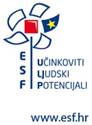 ESF
UČINKOVITI
LJUDSKI
POTENCIJALI
www.esf.hr